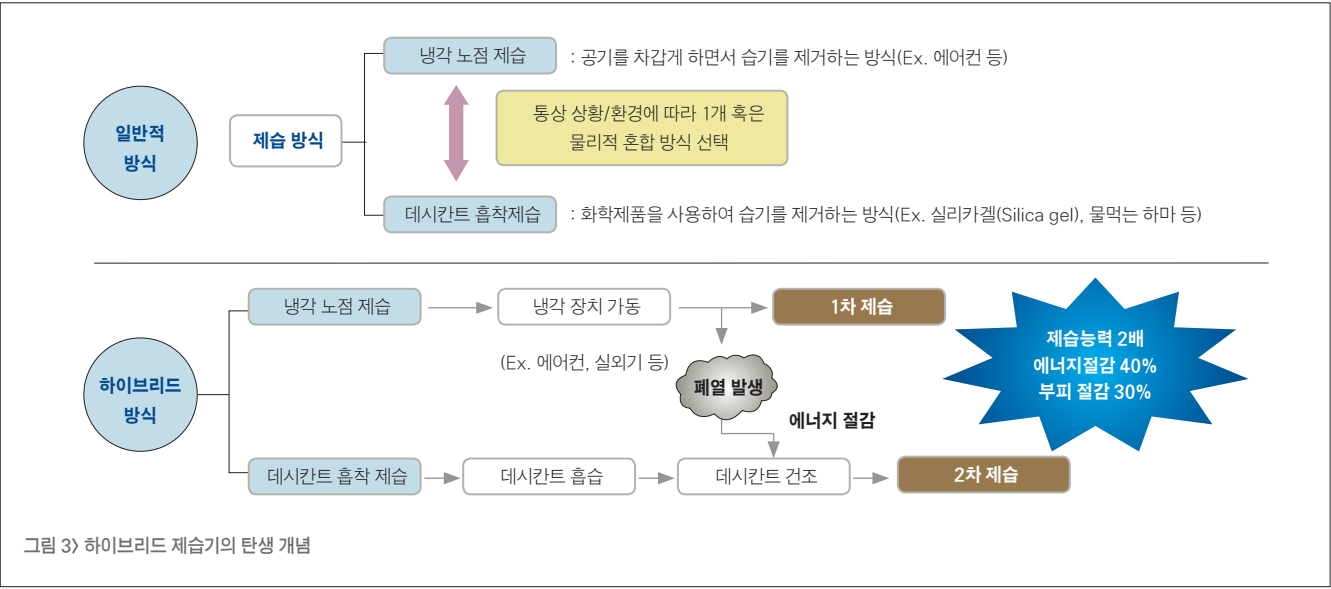 일반적
방식
제습 방식
냉각 노점 제습
: 공기를 차갑게 하면서 습기를 제거하는 방식(Ex. 에어컨 등)
통상 상황/환경에 따라 1개 혹은
물리적 혼합 방식 선택
데시칸트 흡착제습
: 화학제품을 사용하여 습기를 제거하는 방식(Ex. 실리카겔(Silica gel), 물먹는 하마 등)
하이브리드
방식
냉각 노점 제습
냉각 장치 가동
1차 제습
(Ex. 에어컨, 실외기 등)
폐열 발생
에너지 절감
데시칸트 흡착 제습
데시칸트 흡습
데시칸트 건조
2차 제습
제습능력 2배
에너지절감 40%
부피 절감 30%
그림 3> 하이브리드 제습기의 탄생 개념